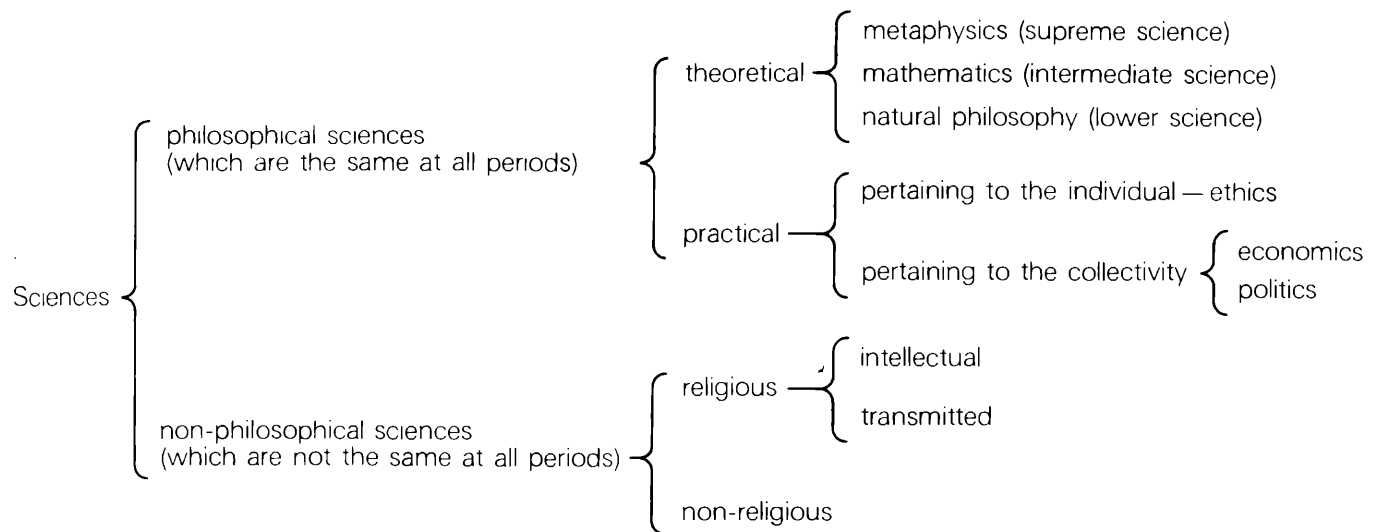 metaphysics (supreme science)
theoretical
mathematics (intermediate science)
natural philosophy (lower science)
philosophical sciences
(which are the same at all periods)
pertaining to the individual — ethics
practical
pertaining to the collectivity
economics
politics
Sciences
intellectual
religious
transmitted
non-philosophical sciences
(which are not the same at all periods)
non-religious